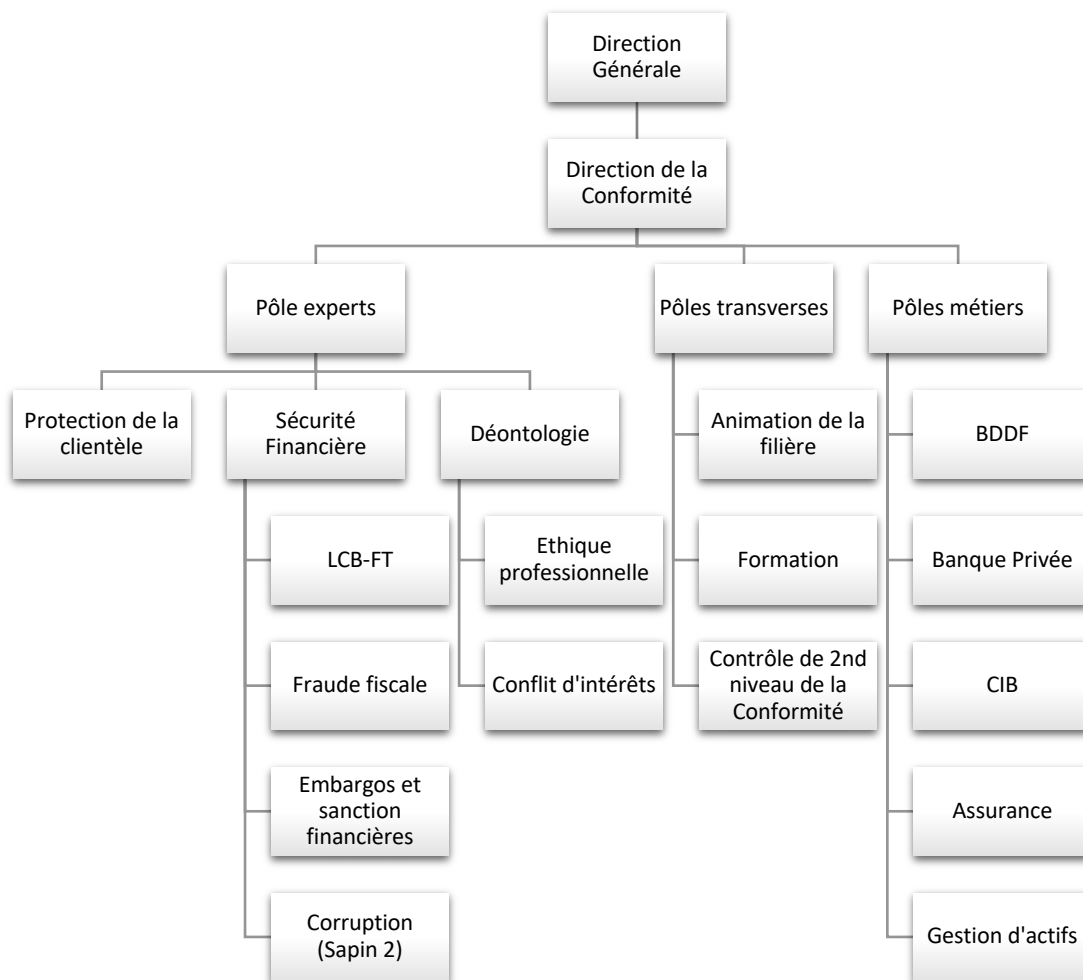 Direction
Générale
Direction de la
Conformité
Pôle experts
Pôles transverses
Pôles métiers
Protection de la
clientèle
Sécurité
Financière
Déontologie
Animation de la
filière
BDDF
LCB-FT
Ethique
professionnelle
Formation
Banque Privée
Fraude fiscale
Conflit d'intérêts
Contrôle de 2nd
niveau de la
Conformité
CIB
Embargos et
sanction
financières
Assurance
Corruption
(Sapin 2)
Gestion d'actifs